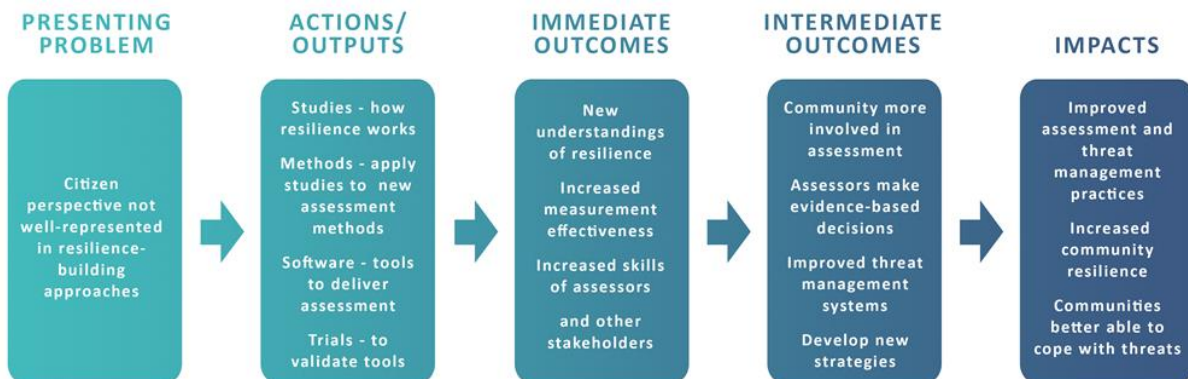 PRESENTING
PROBLEM
Citizen
perspective not
well-represented
in resilience-
building
approaches
ACTIONS/
OUTPUTS
Studies - how
resilience works
Methods - apply
studies to new
assessment
methods
Software - tools
to deliver
assessment
Trials - to
validate tools
IMMEDIATE
OUTCOMES
New
understandings
of resilience
Increased
measurement
effectiveness
Increased skills
of assessors
and other
stakeholders
INTERMEDIATE
OUTCOMES
Community more
involved in
assessment
Assessors make
evidence-based
decisions
Improved threat
management
systems
Develop new
strategies
IMPACTS
Improved
assessment and
threat
management
practices
Increased
community
resilience
Communities
better able to
cope with threats